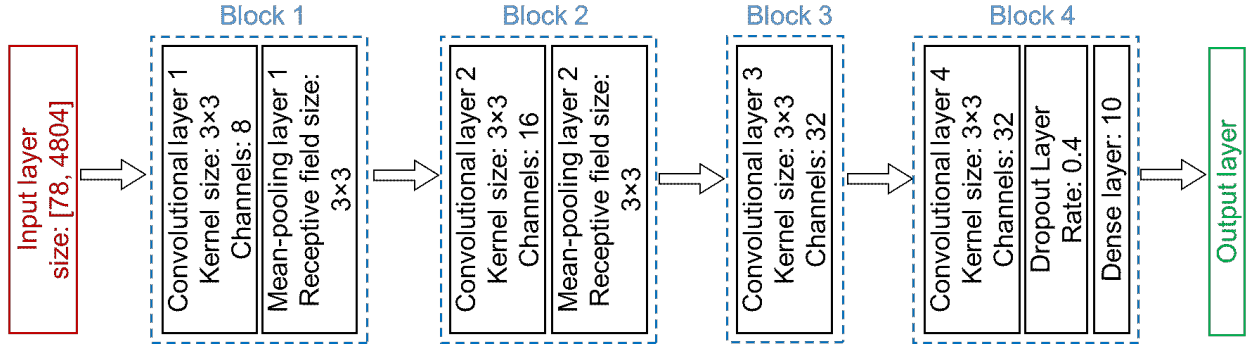 Block 1
Block 2
Block 3
Block 4
Input layer
size: [78, 4804]
Convolutional layer 1
Kernel size: 3×3
Channels: 8
Mean-pooling layer 1
Receptive field size:
3×3
Convolutional layer 2
Kernel size: 3×3
Channels: 16
Mean-pooling layer 2
Receptive field size:
3×3
Convolutional layer 3
Kernel size: 3×3
Channels: 32
Convolutional layer 4
Kernel size: 3×3
Channels: 32
Dropout Layer
Rate: 0.4
Dense layer: 10
Output layer